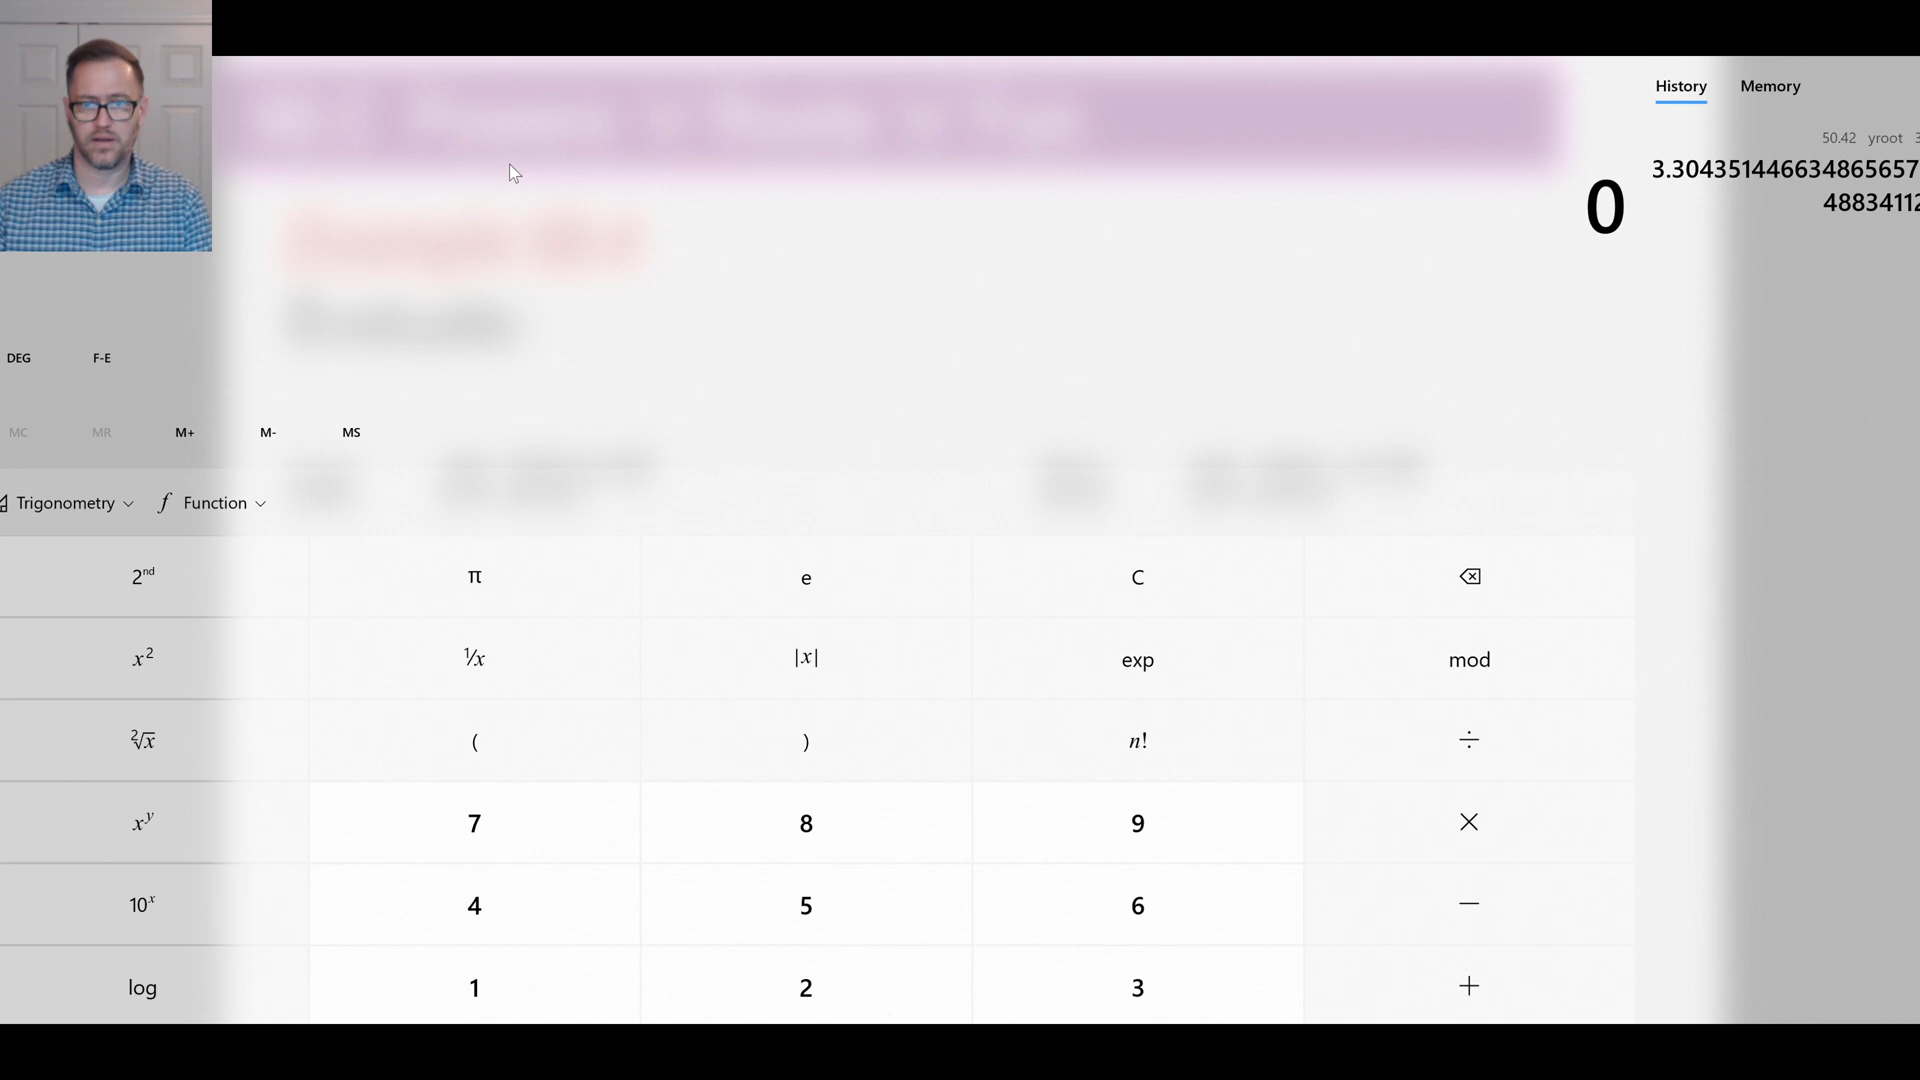 History Memory
50.42 yroot 3
3.304351446634865657
48834112
0
DEG F-E
MC MR M+ M- MS
Trigonometry f Function
2nd π e C
x2 1/x |x| exp mod
2√x ( ) n! ÷
xy 7 8 9 ×
10x 4 5 6 −
log 1 2 3 +